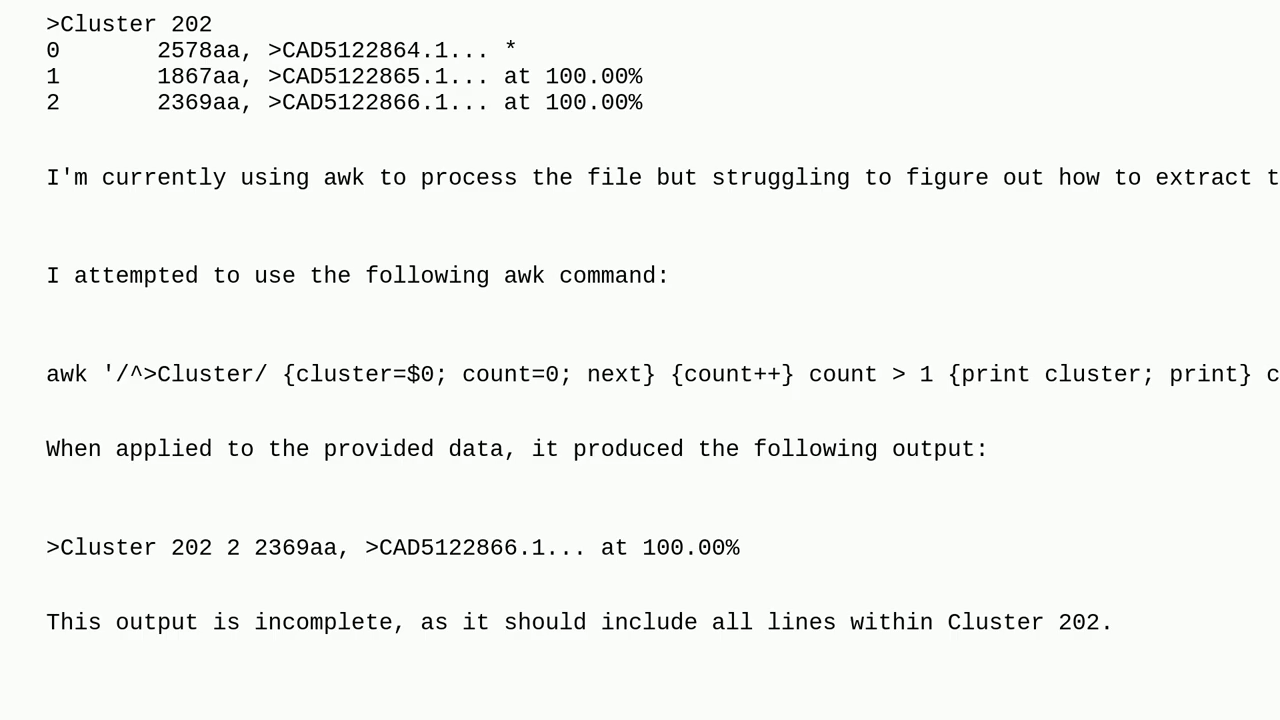 >Cluster 202
0       2578aa, >CAD5122864.1... *
1       1867aa, >CAD5122865.1... at 100.00%
2       2369aa, >CAD5122866.1... at 100.00%
I'm currently using awk to process the file but struggling to figure out how to extract t
I attempted to use the following awk command:
awk '/^>Cluster/ {cluster=$0; count=0; next} {count++} count > 1 {print cluster; print} c
When applied to the provided data, it produced the following output:
>Cluster 202 2 2369aa, >CAD5122866.1... at 100.00%
This output is incomplete, as it should include all lines within Cluster 202.